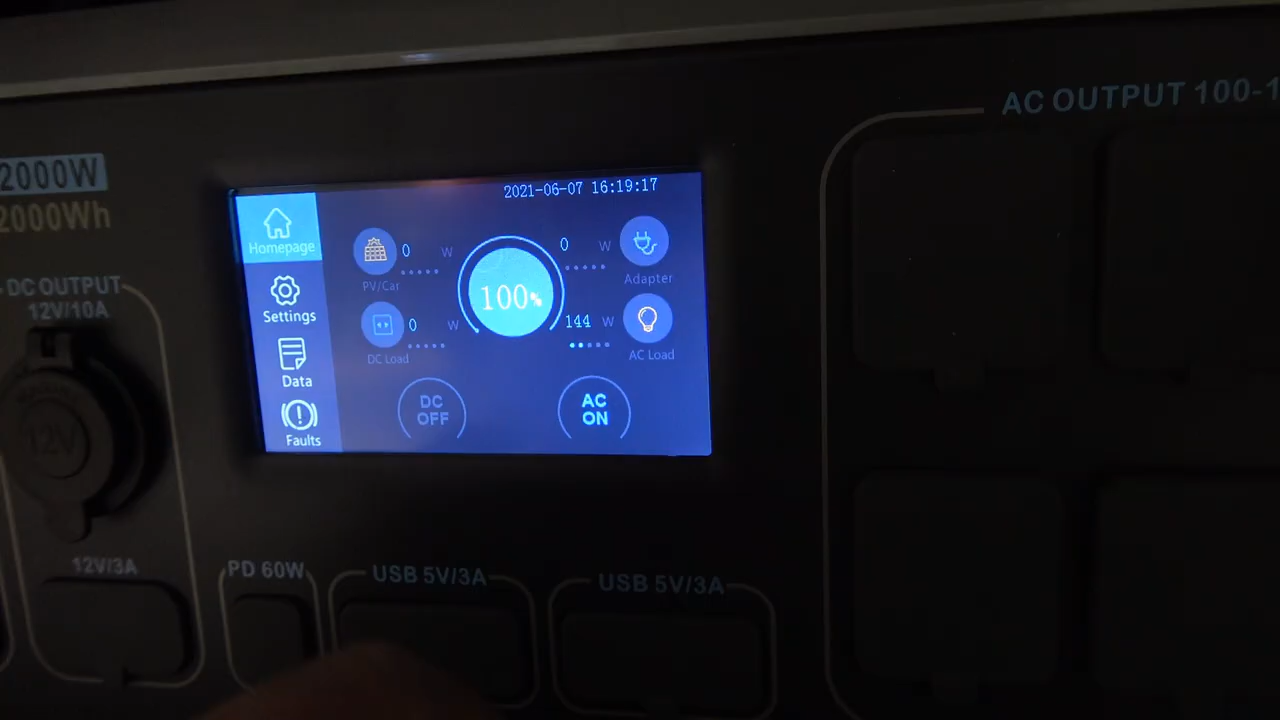 AC OUTPUT 100-1
2000W
2000Wh
DC OUTPUT
12V/10A
12V
12V/3A
2021-06-07 16:19:17
Homepage
Settings
Data
Faults
0 W
PV/Car
0 W
DC Load
100%
0 W
Adapter
144 W
AC Load
DC
OFF
AC
ON
PD 60W
USB 5V/3A
USB 5V/3A